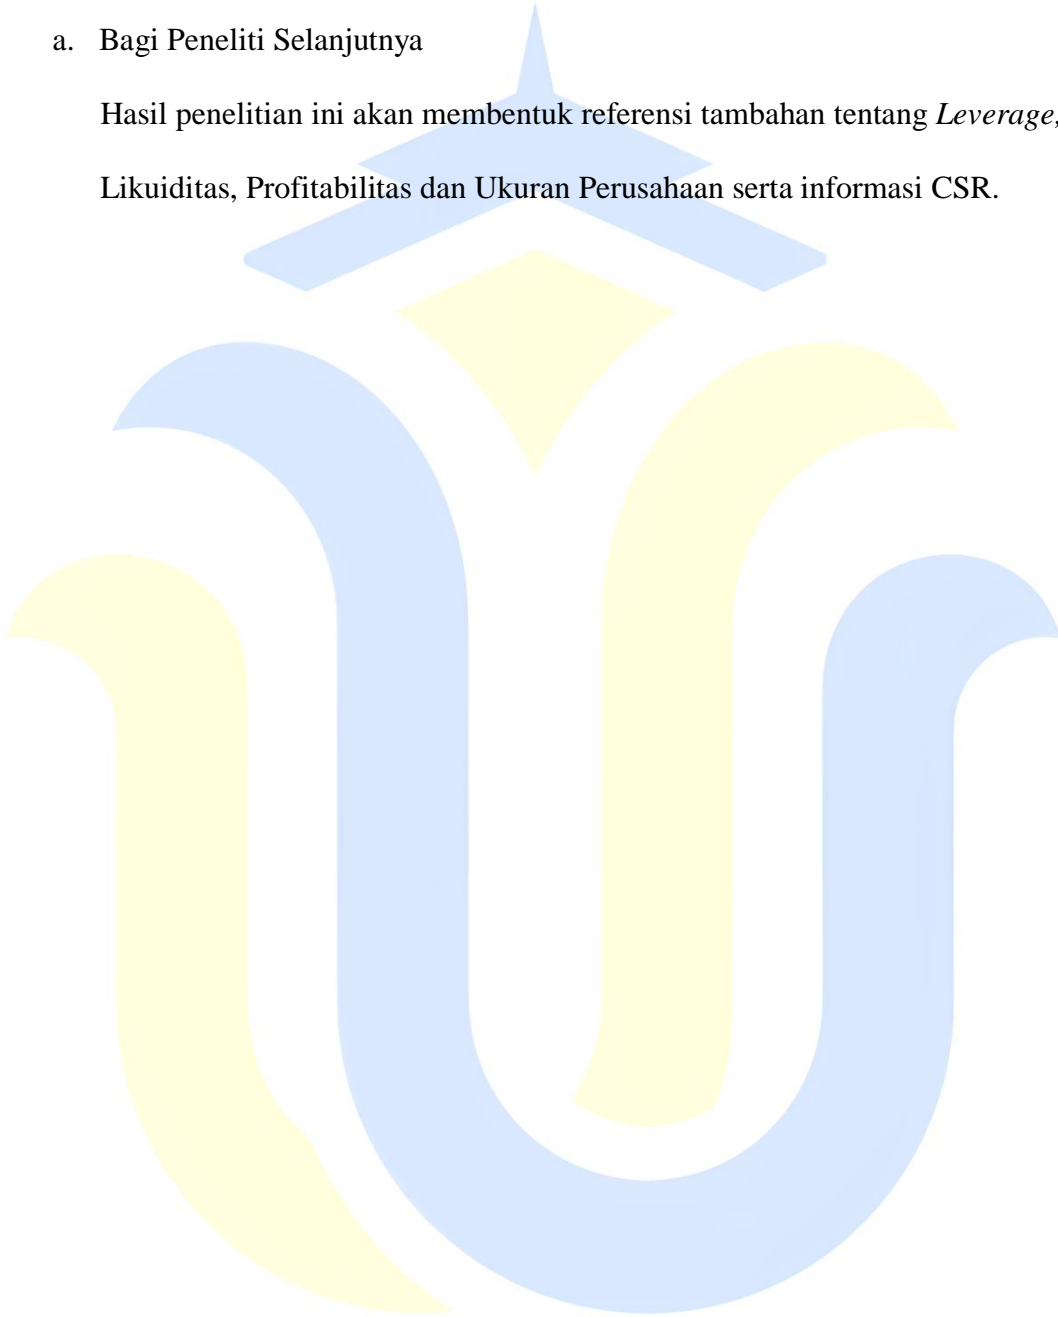 a. Bagi Peneliti Selanjutnya
Hasil penelitian ini akan membentuk referensi tambahan tentang Leverage,
Likuiditas, Profitabilitas dan Ukuran Perusahaan serta informasi CSR.